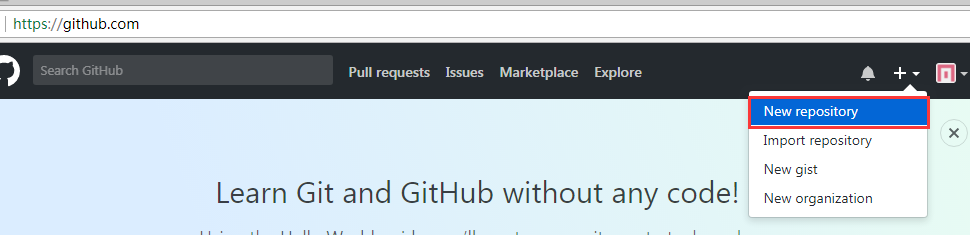 https://github.com
Search GitHub
Pull requests Issues Marketplace Explore
New repository
Import repository
New gist
New organization
Learn Git and GitHub without any code!